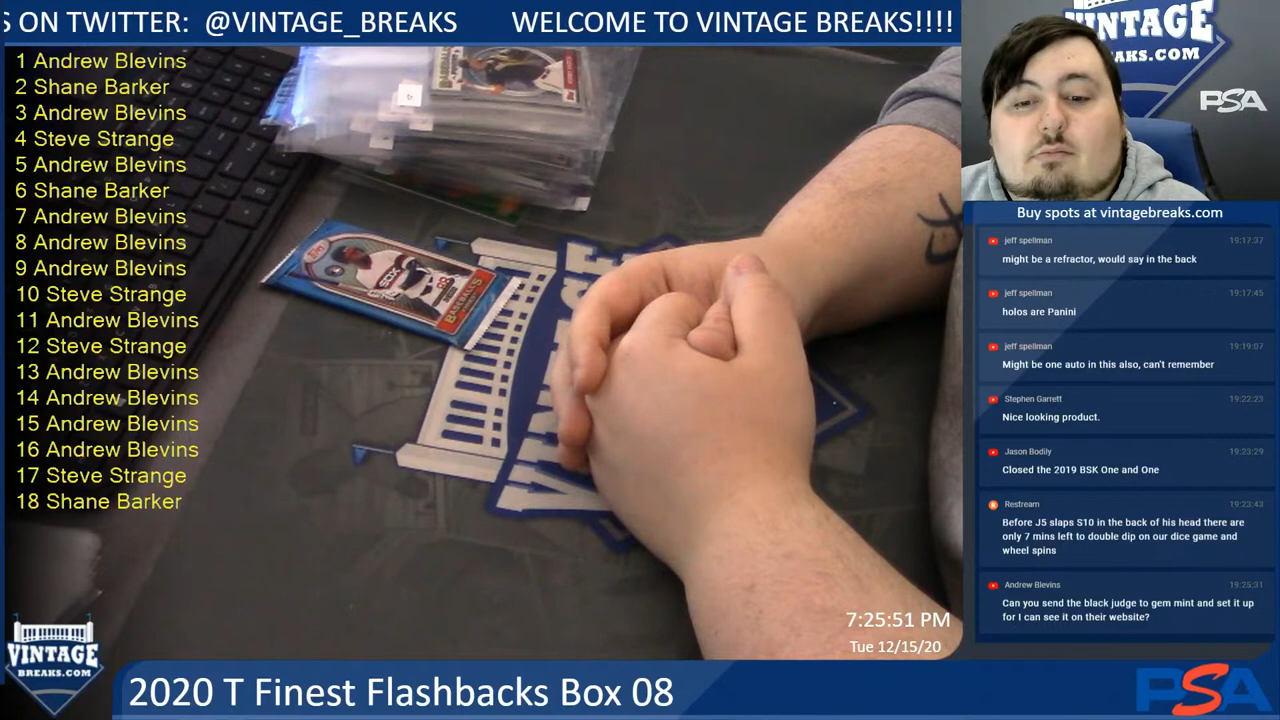 S ON TWITTER: @VINTAGE_BREAKS WELCOME TO VINTAGE BREAKS!!!!
1 Andrew Blevins
2 Shane Barker
3 Andrew Blevins
4 Steve Strange
5 Andrew Blevins
6 Shane Barker
7 Andrew Blevins
8 Andrew Blevins
9 Andrew Blevins
10 Steve Strange
11 Andrew Blevins
12 Steve Strange
13 Andrew Blevins
14 Andrew Blevins
15 Andrew Blevins
16 Andrew Blevins
17 Steve Strange
18 Shane Barker
SOX
BASEBALL'S
VINTAGE
VINTAGE
BREAKS.COM
PSA
Buy spots at vintagebreaks.com
jeff spellman 19:17:37
might be a refractor, would say in the back
jeff spellman 19:17:45
holos are Panini
jeff spellman 19:19:07
Might be one auto in this also, can't remember
Stephen Garrett 19:22:23
Nice looking product.
Jason Bodily 19:23:29
Closed the 2019 BSK One and One
Restream 19:23:43
Before J5 slaps S10 in the back of his head there are
only 7 mins left to double dip on our dice game and
wheel spins
Andrew Blevins 19:25:31
Can you send the black judge to gem mint and set it up
for I can see it on their website?
7:25:51 PM
Tue 12/15/20
VINTAGE
BREAKS.COM
2020 T Finest Flashbacks Box 08
PSA